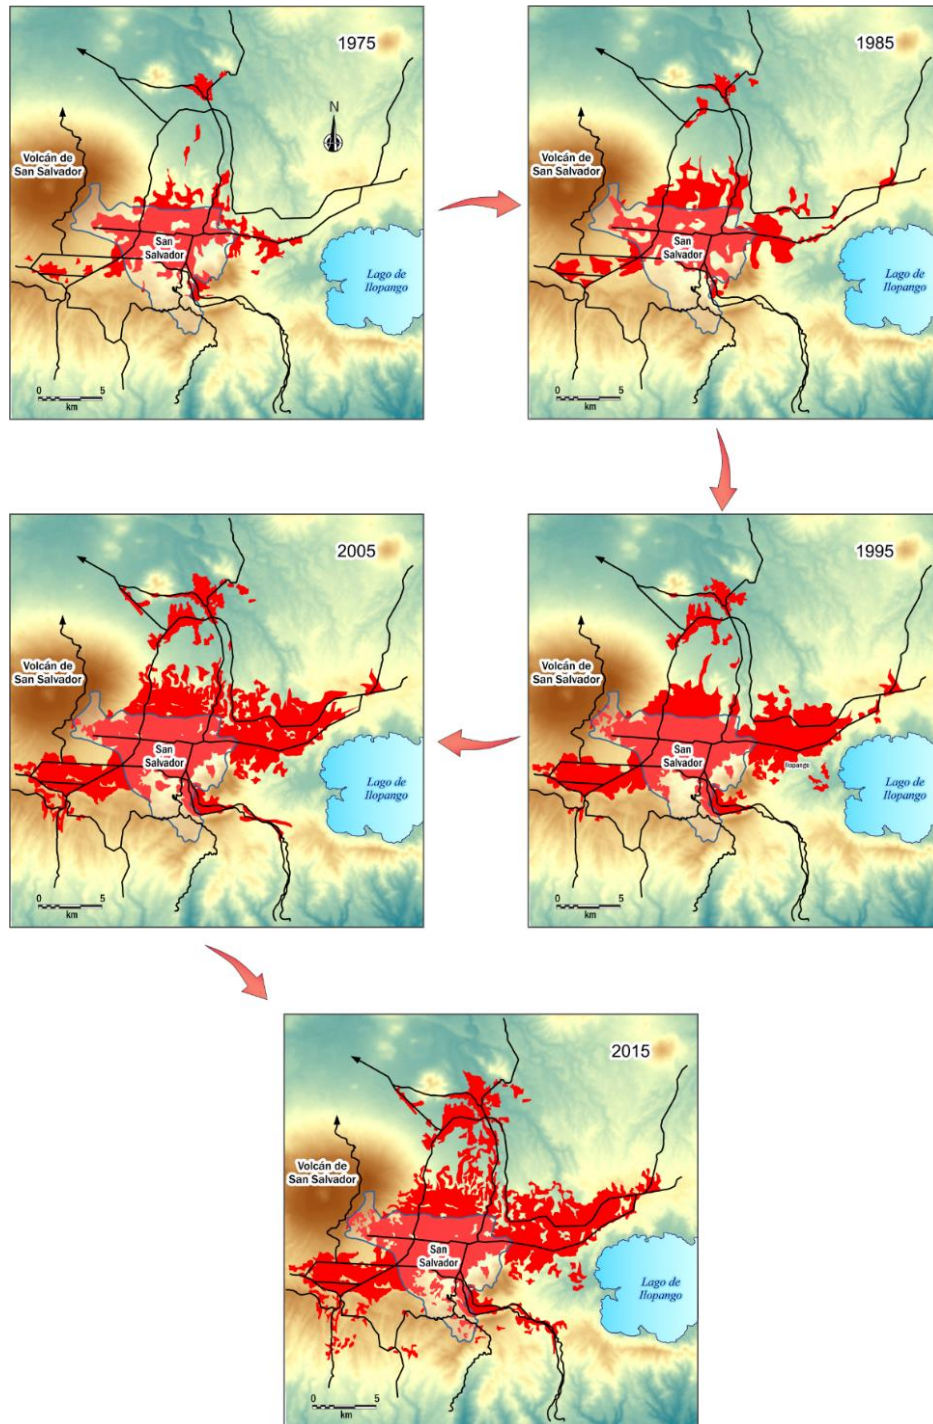 1975
N
Volcán de
San Salvador
San
Salvador
Lago de
Ilopango
0 5
km
1985
Volcán de
San Salvador
San
Salvador
Lago de
Ilopango
0 5
km
2005
Volcán de
San Salvador
San
Salvador
Lago de
Ilopango
0 5
km
1995
Volcán de
San Salvador
San
Salvador
Ilopango
Lago de
Ilopango
0 5
km
2015
Volcán de
San Salvador
San
Salvador
Lago de
Ilopango
0 5
km